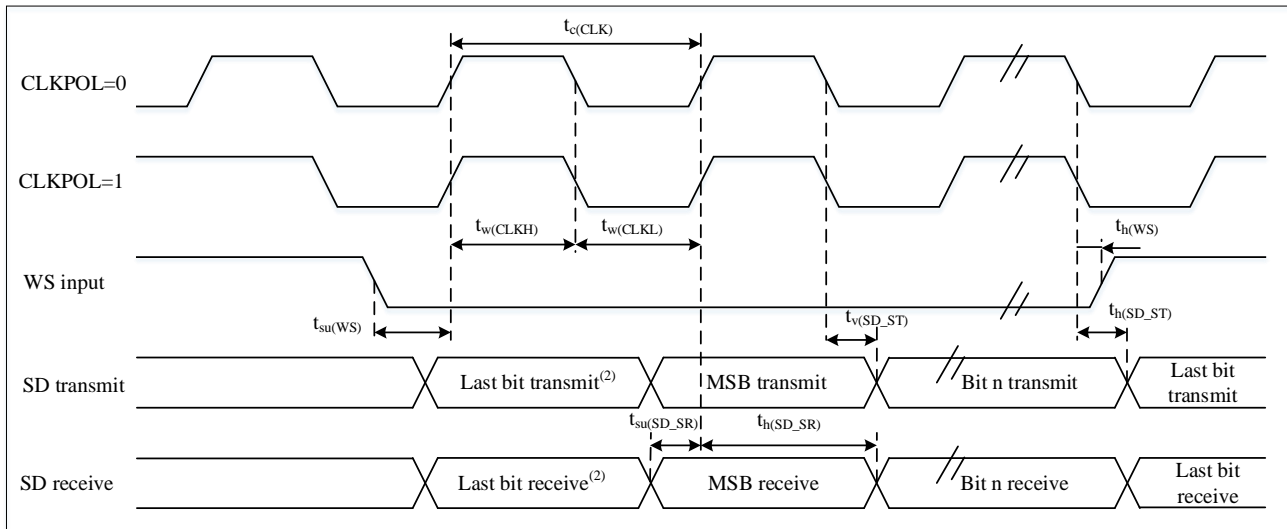 t_c(CLK)
CLKPOL=0
CLKPOL=1
t_w(CLKH)
t_w(CLKL)
t_h(WS)
WS input
t_su(WS)
t_v(SD_ST)
t_h(SD_ST)
SD transmit
Last bit transmit(2)
MSB transmit
Bit n transmit
Last bit
transmit
t_su(SD_SR)
t_h(SD_SR)
SD receive
Last bit receive(2)
MSB receive
Bit n receive
Last bit
receive